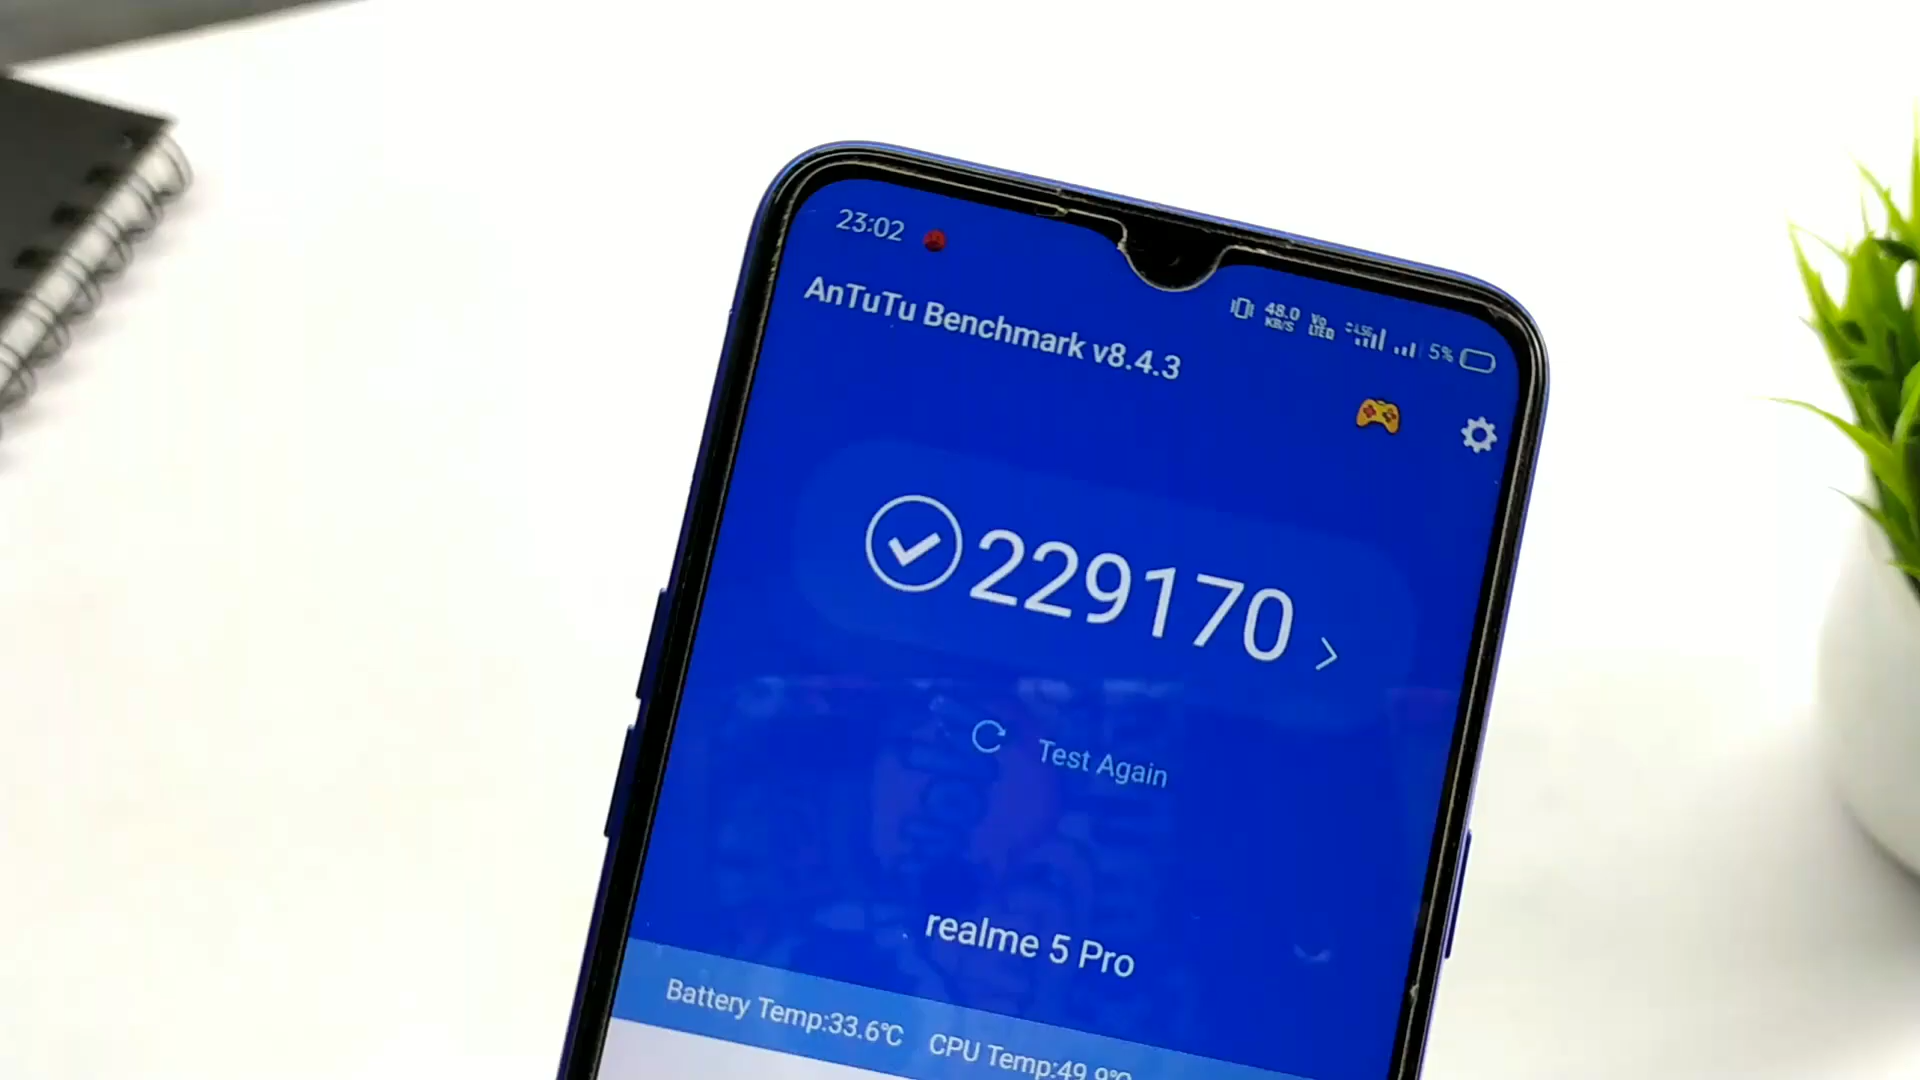 23:02
48.0 KB/S
Vo LTE
5%
AnTuTu Benchmark v8.4.3
229170
Test Again
realme 5 Pro
Battery Temp:33.6℃ CPU Temp:49.9℃